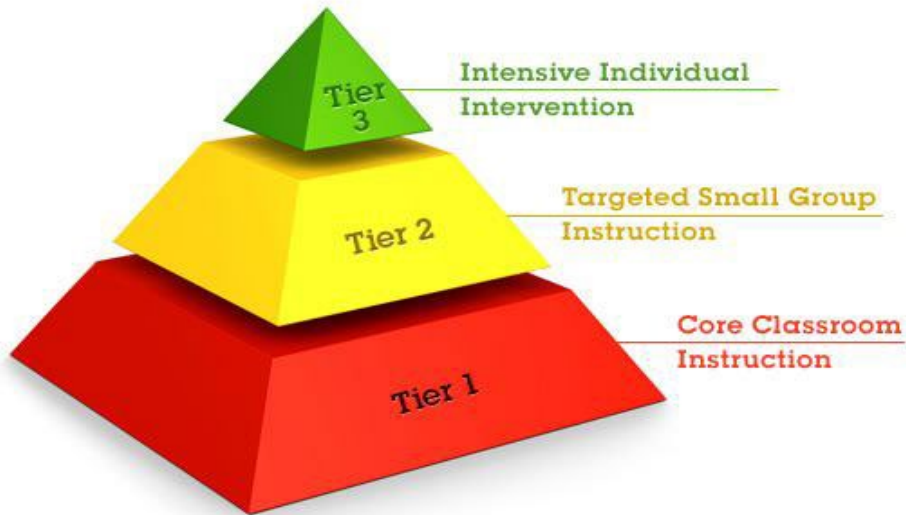 Tier
3
Intensive Individual
Intervention
Tier 2
Targeted Small Group
Instruction
Tier 1
Core Classroom
Instruction